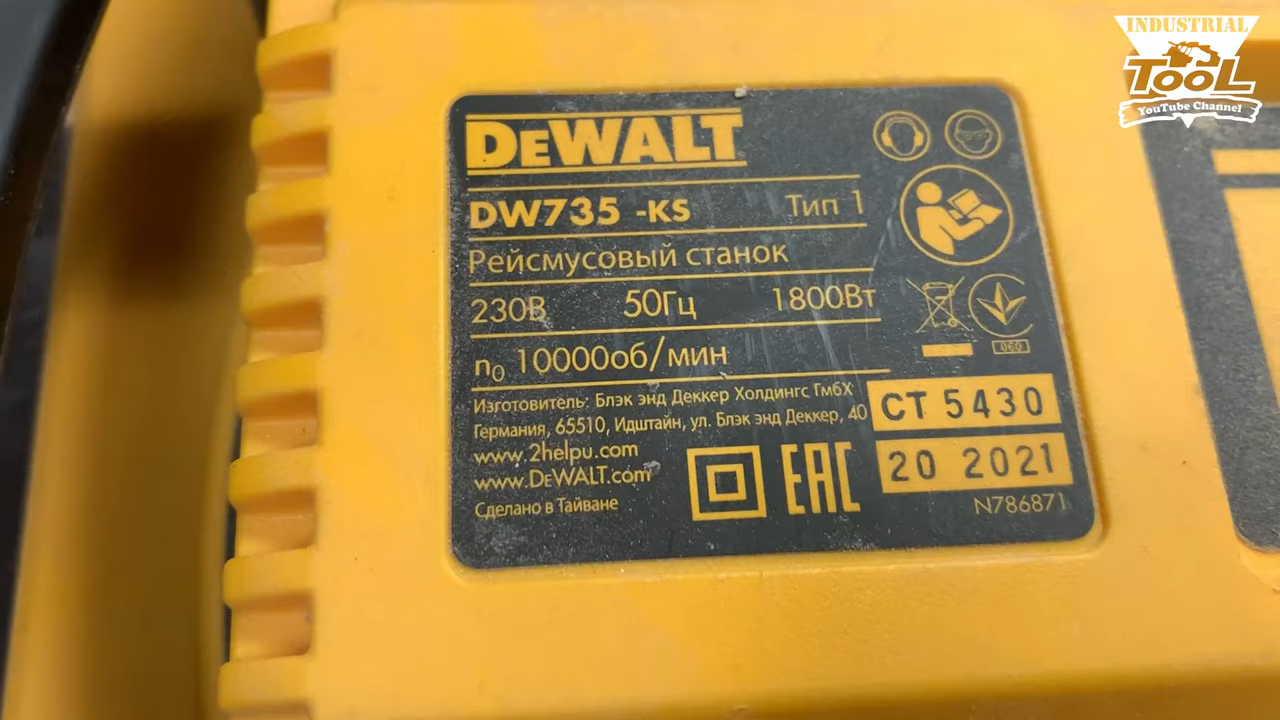 INDUSTRIAL
TOOL
YouTube Channel
DEWALT
DW735 -KS Тип 1
Рейсмусовый станок
230В 50Гц 1800Вт
n₀ 10000об/мин
Изготовитель: Блэк энд Деккер Холдингс ГмбХ
Германия, 65510, Идштайн, ул. Блэк энд Деккер, 40
www.2helpu.com
www.DEWALT.com
Сделано в Тайване
060
EAC
CT 5430
20 2021
N786871